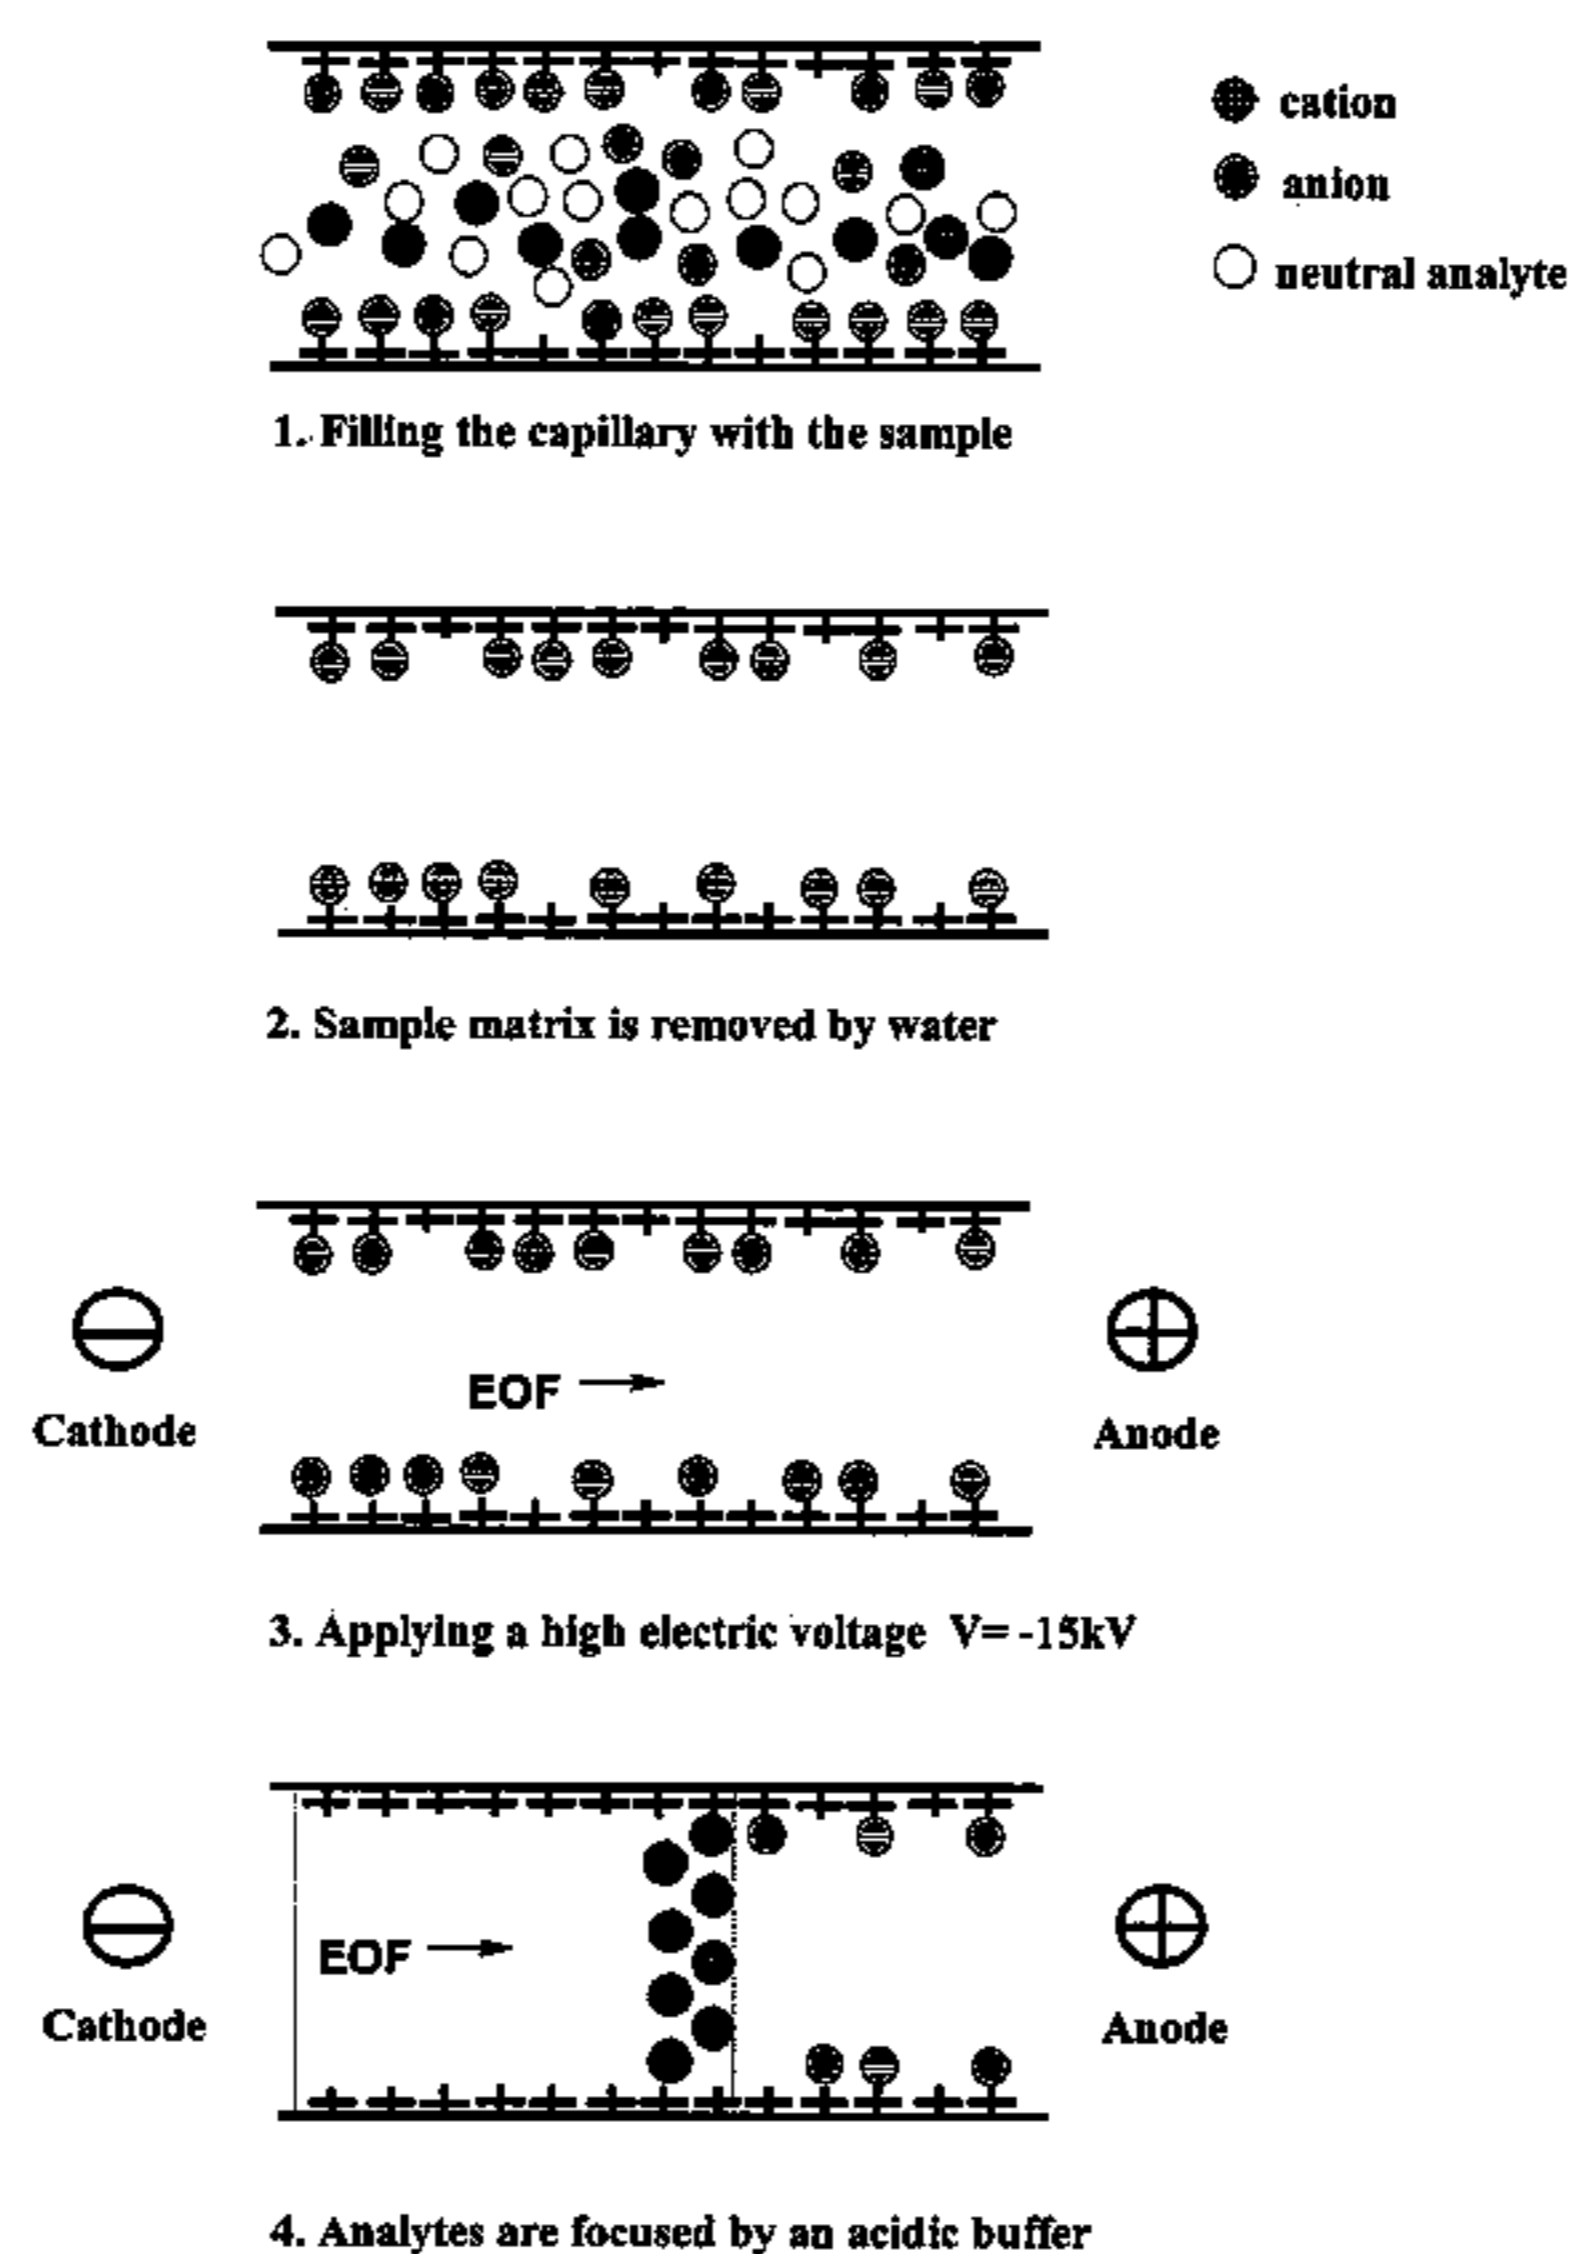 cation
anion
neutral analyte
1. Filling the capillary with the sample
2. Sample matrix is removed by water
EOF
Cathode
Anode
3. Applying a high electric voltage V= -15kV
EOF
Cathode
Anode
4. Analytes are focused by an acidic buffer